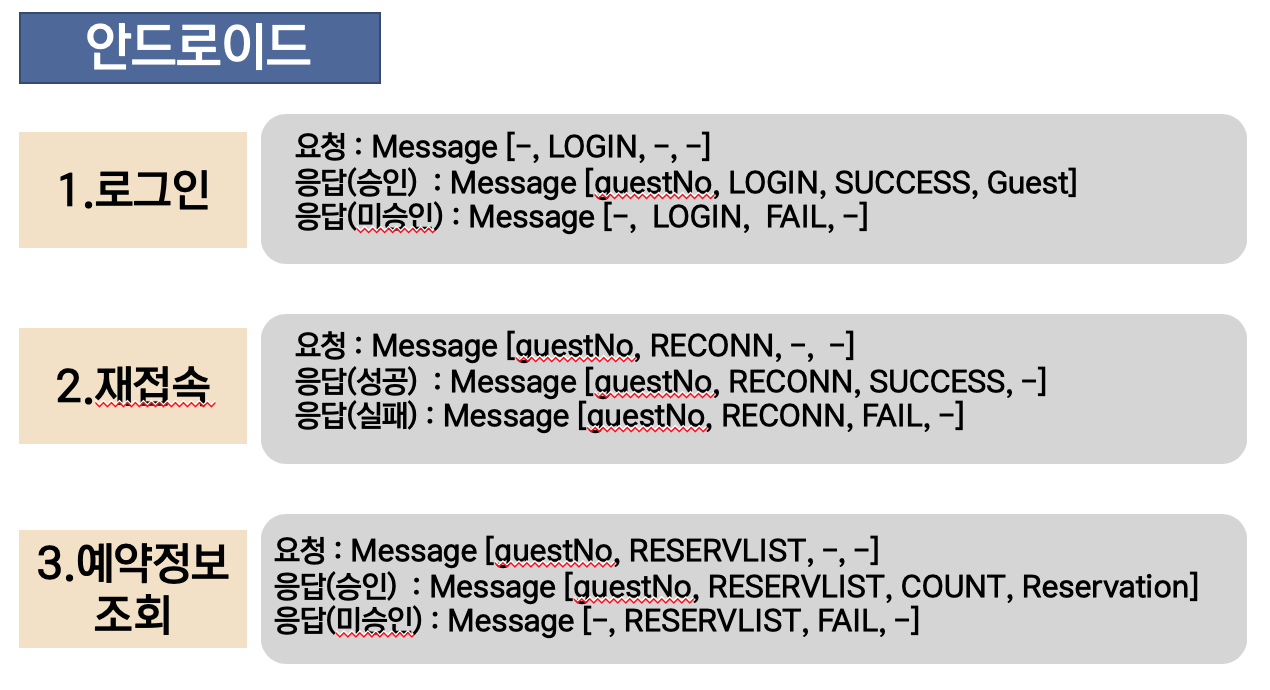 안드로이드
1.로그인
요청 : Message [–, LOGIN, –, –]
응답(승인) : Message [guestNo, LOGIN, SUCCESS, Guest]
응답(미승인) : Message [–, LOGIN, FAIL, –]
2.재접속
요청 : Message [guestNo, RECONN, –, –]
응답(성공) : Message [guestNo, RECONN, SUCCESS, –]
응답(실패) : Message [guestNo, RECONN, FAIL, –]
3.예약정보
조회
요청 : Message [guestNo, RESERVLIST, –, –]
응답(승인) : Message [guestNo, RESERVLIST, COUNT, Reservation]
응답(미승인) : Message [–, RESERVLIST, FAIL, –]